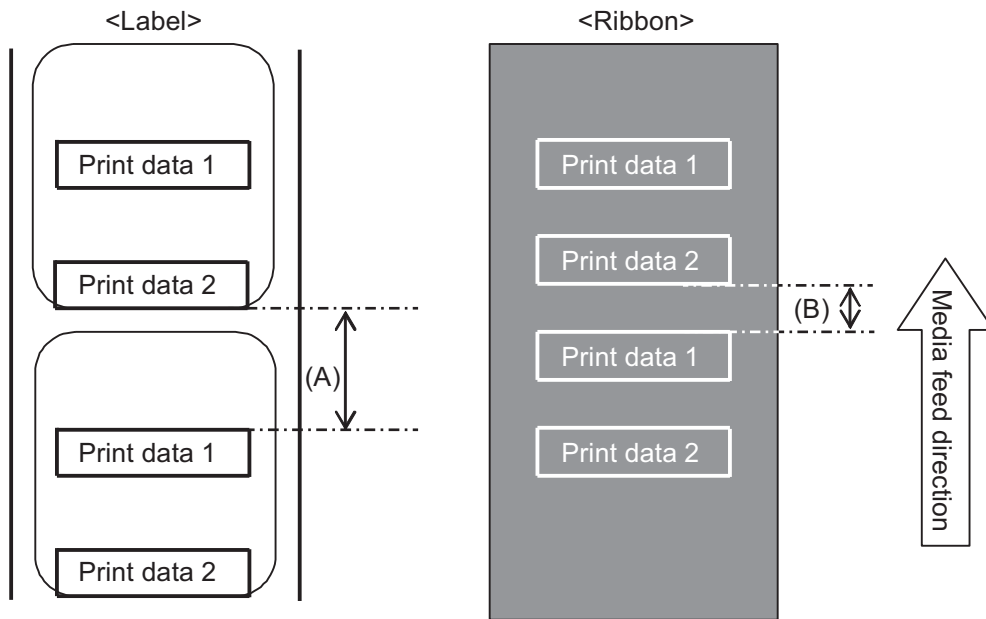 <Label>
Print data 1
Print data 2
(A)
Print data 1
Print data 2
<Ribbon>
Print data 1
Print data 2
(B)
Print data 1
Print data 2
Media feed direction